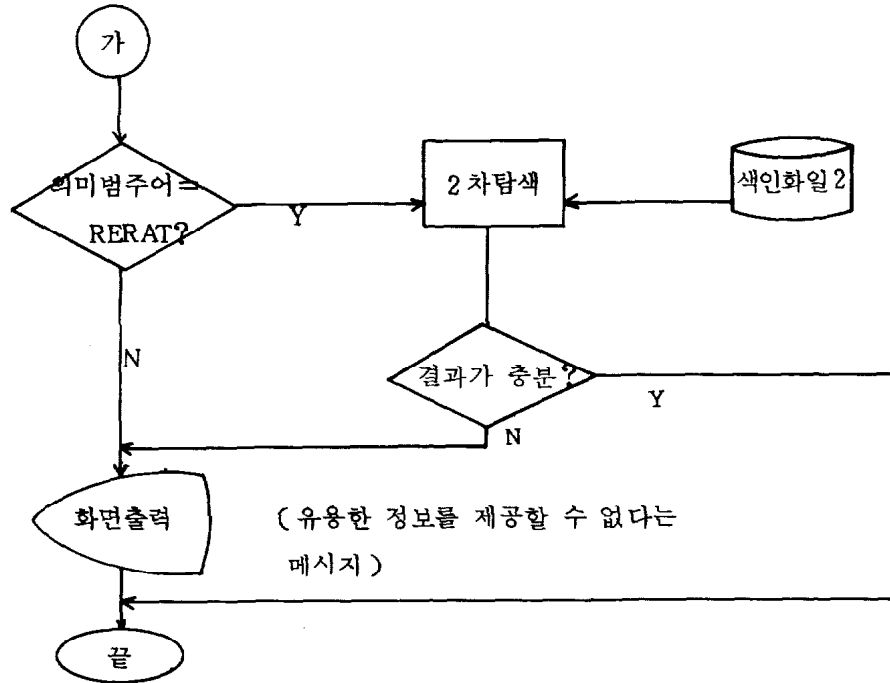 가
의미범주어=
RERAT?
Y
2차탐색
색인화일2
N
결과가 충분?
Y
N
화면출력
(유용한 정보를 제공할 수 없다는
메시지)
끝